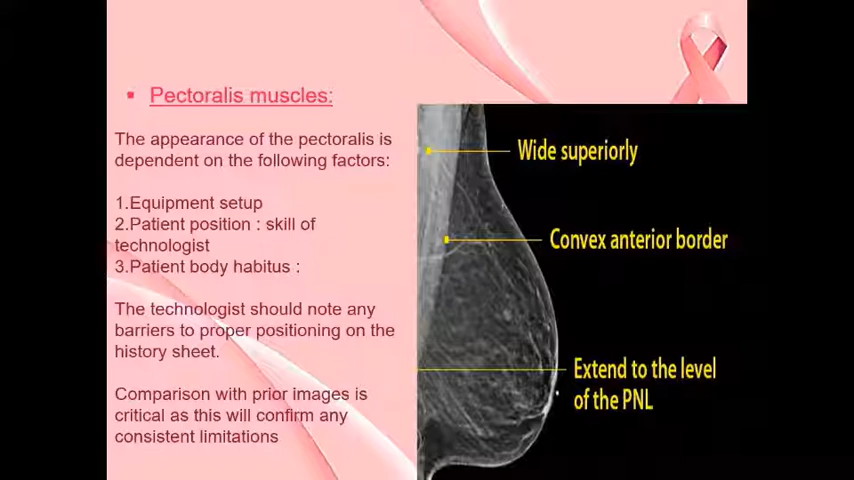 Pectoralis muscles:
The appearance of the pectoralis is
dependent on the following factors:
1.Equipment setup
2.Patient position : skill of
technologist
3.Patient body habitus :
The technologist should note any
barriers to proper positioning on the
history sheet.
Comparison with prior images is
critical as this will confirm any
consistent limitations
Wide superiorly
Convex anterior border
Extend to the level
of the PNL